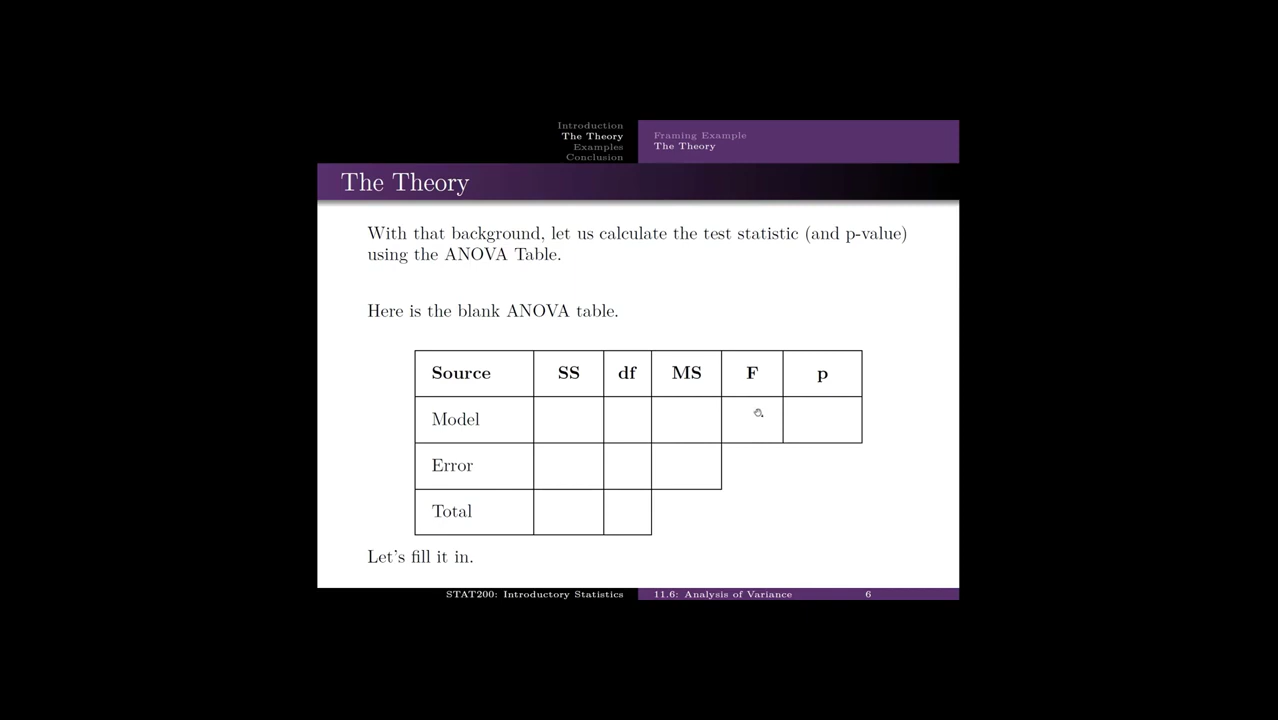 Introduction
The Theory
Examples
Conclusion
Framing Example
The Theory
The Theory
With that background, let us calculate the test statistic (and p-value)
using the ANOVA Table.
Here is the blank ANOVA table.
Source SS df MS F p
Model
Error
Total
Let's fill it in.
STAT200: Introductory Statistics 11.6: Analysis of Variance 6